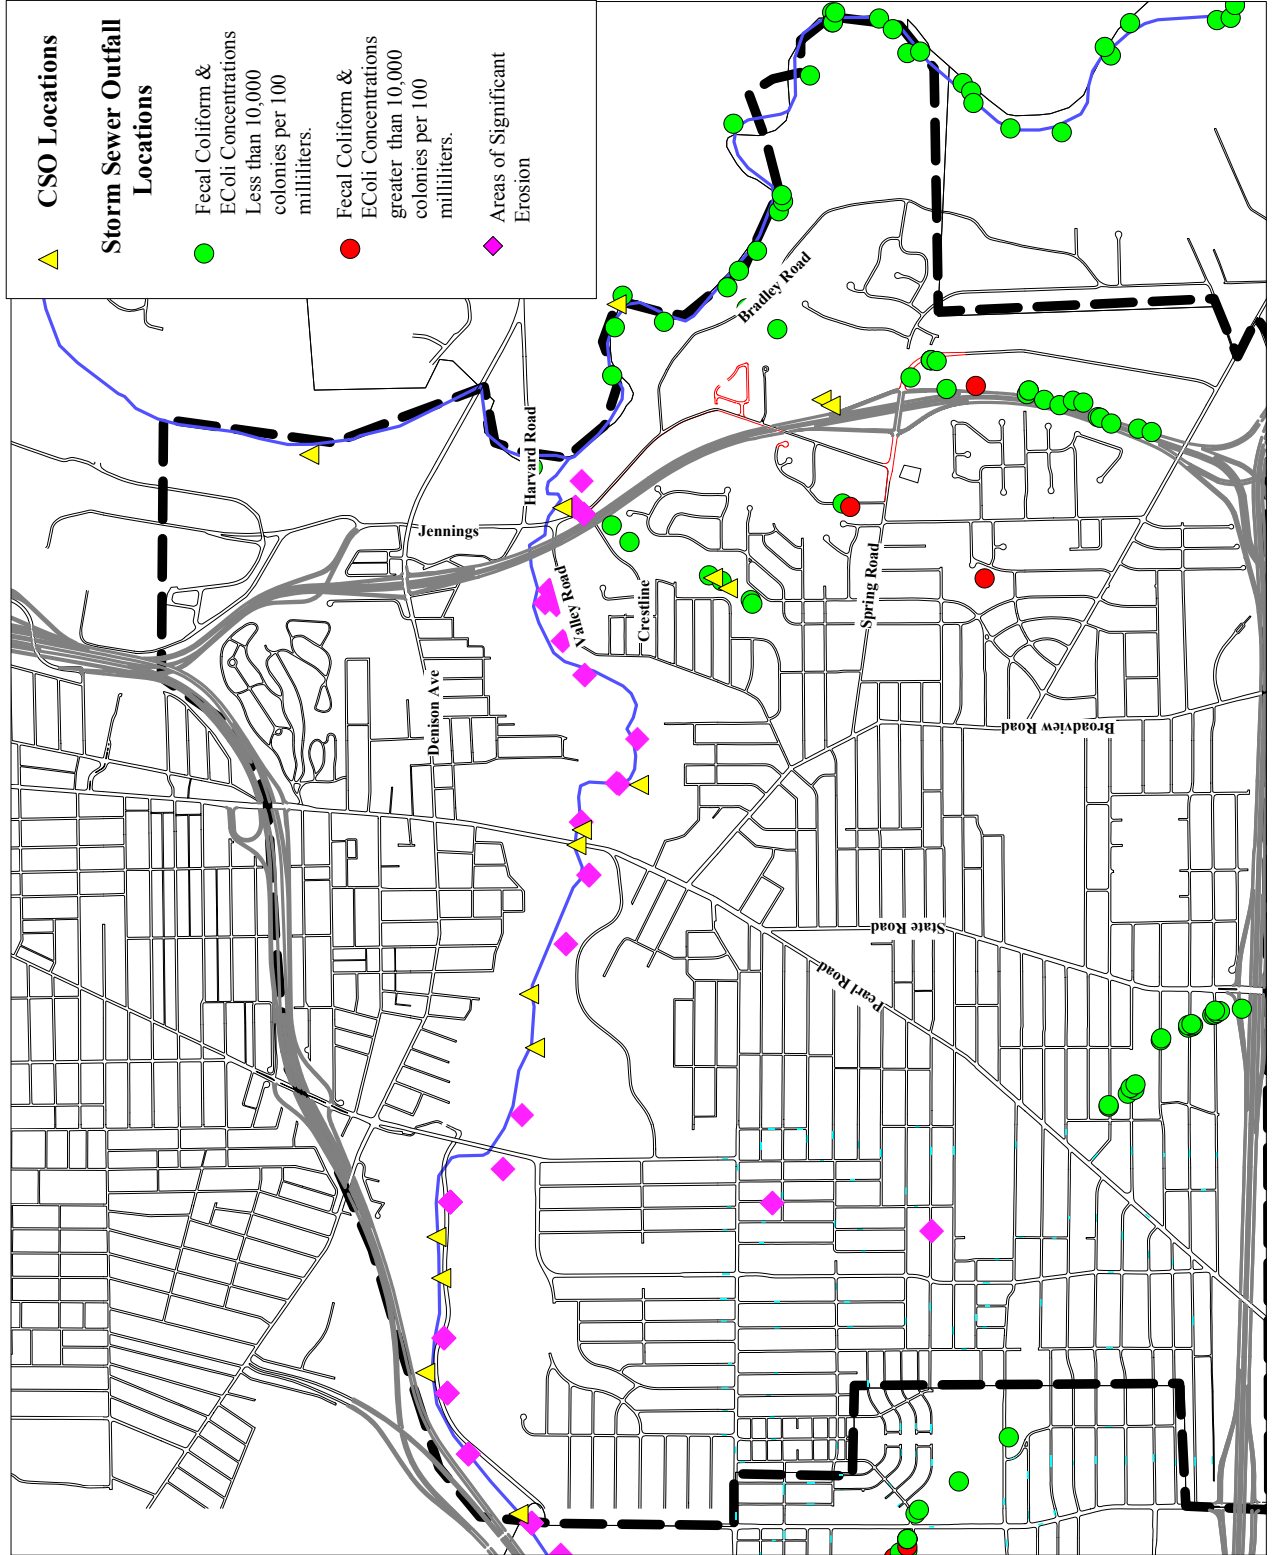 CSO Locations
Storm Sewer Outfall
Locations
Fecal Coliform &
EColi Concentrations
Less than 10,000
colonies per 100
milliliters.
Fecal Coliform &
EColi Concentrations
greater than 10,000
colonies per 100
milliliters.
Areas of Significant
Erosion
Bradley Road
Harvard Road
Jennings
Valley Road
Crestline
Spring Road
Denison Ave
Broadview Road
State Road
Pearl Road